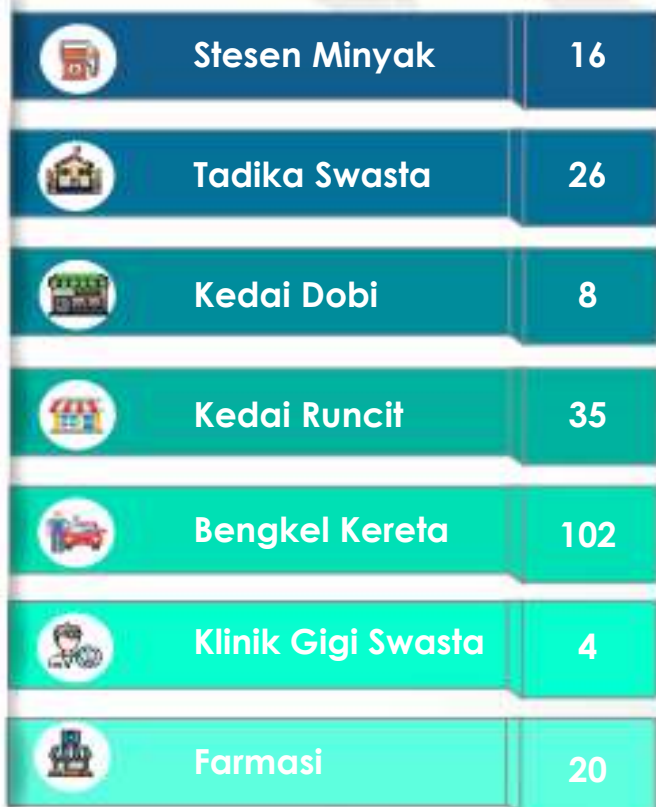 Stesen Minyak 16
Tadika Swasta 26
Kedai Dobi 8
Kedai Runcit 35
Bengkel Kereta 102
Klinik Gigi Swasta 4
Farmasi 20